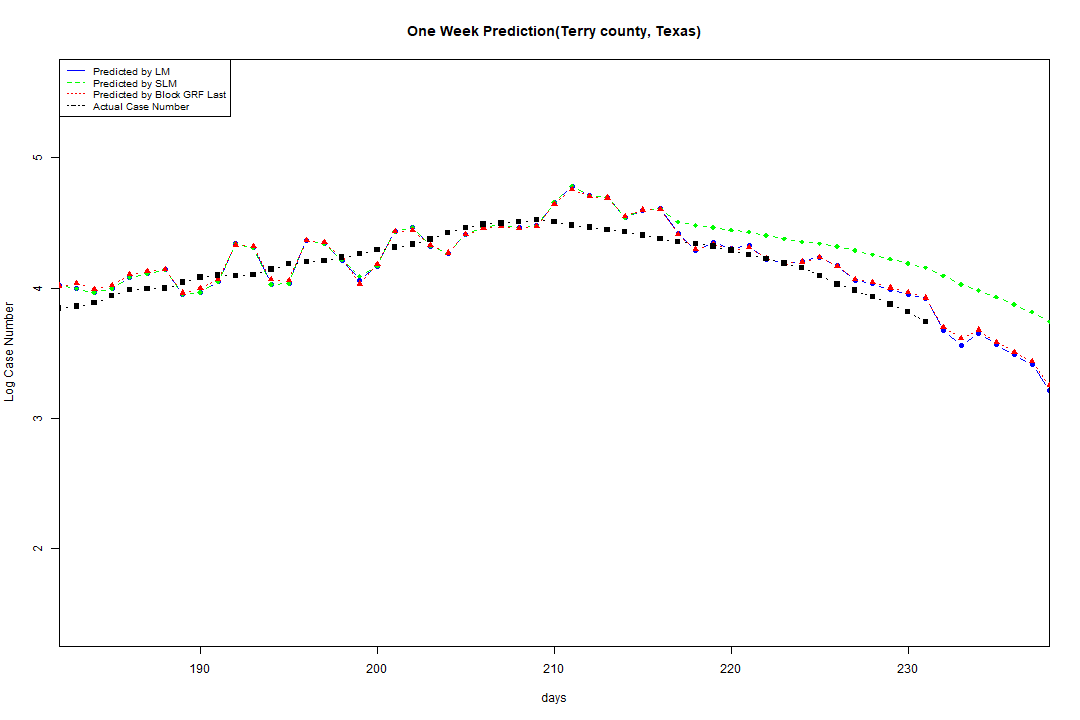 One Week Prediction(Terry county, Texas)
Predicted by LM
Predicted by SLM
Predicted by Block GRF Last
Actual Case Number
5
4
3
2
Log Case Number
190 200 210 220 230
days